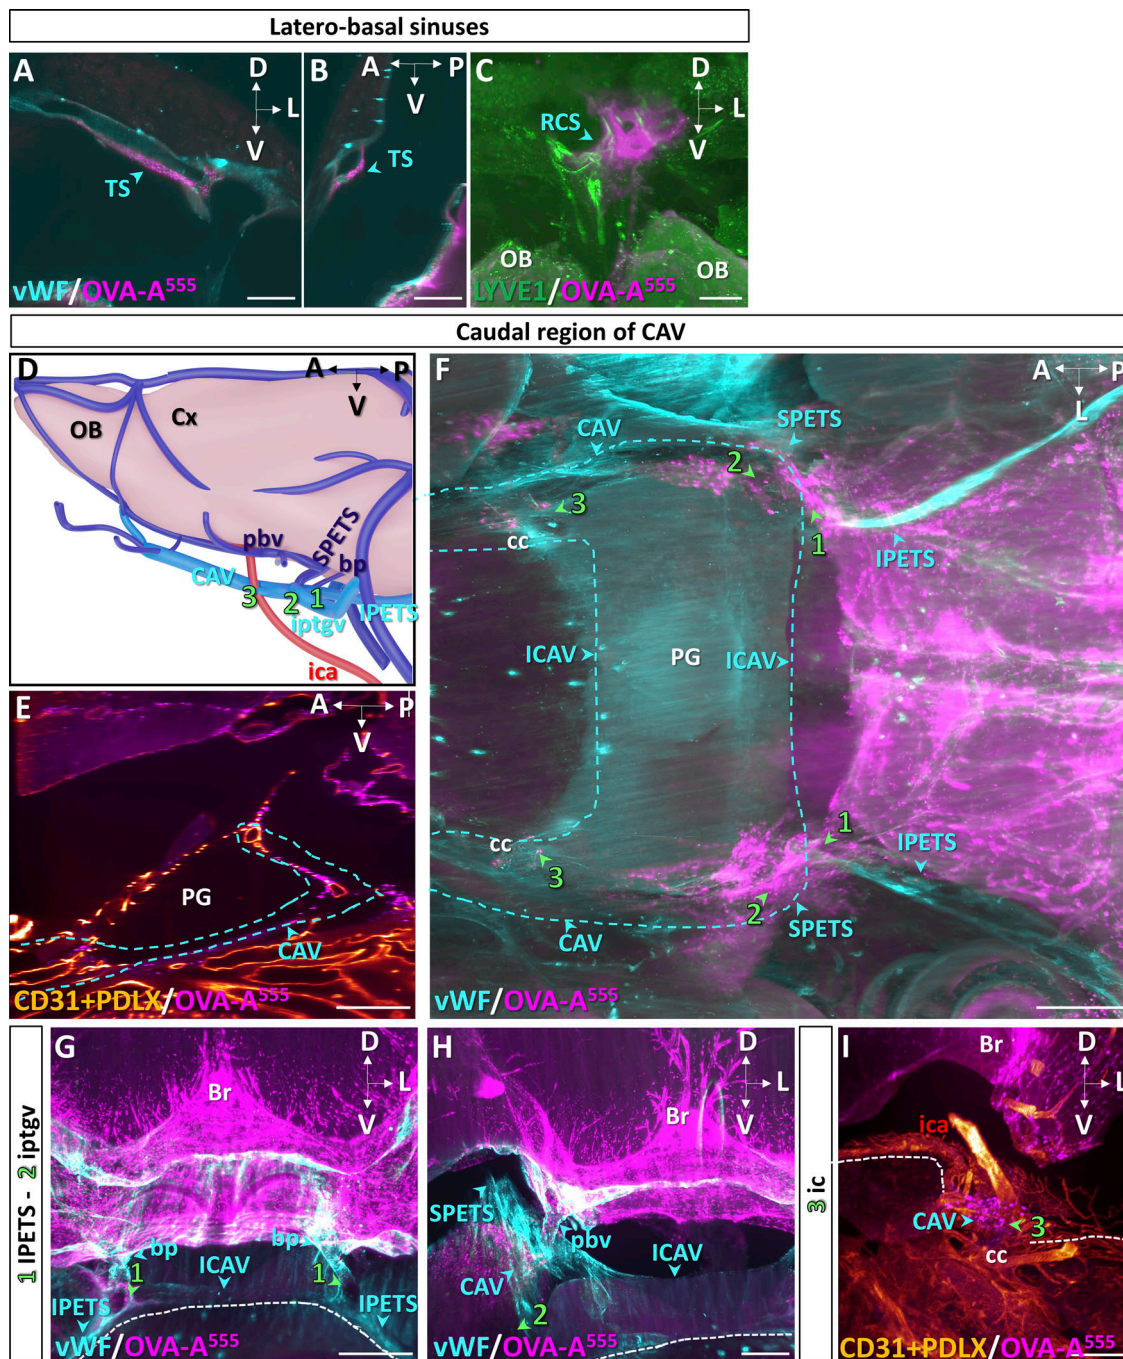 Latero-basal sinuses
A
D
L
V
TS
vWF/OVA-A555
B
A
P
V
TS
C
D
V
RCS
OB
OB
LYVE1/OVA-A555
Caudal region of CAV
D
A
P
V
OB
Cx
pbv
SPETS
bp
CAV
3
2
1
iptgv
IPETS
ica
E
A
P
V
PG
CAV
CD31+PDLX/OVA-A555
F
A
P
L
CAV
SPETS
2
3
cc
1
IPETS
ICAV
PG
ICAV
1
cc
3
IPETS
2
CAV
SPETS
vWF/OVA-A555
1 IPETS - 2 iptgv
G
D
L
V
Br
bp
bp
1
ICAV
1
IPETS
IPETS
vWF/OVA-A555
H
D
L
V
Br
SPETS
pbv
ICAV
CAV
2
vWF/OVA-A555
3 ic
I
Br
D
L
V
ica
CAV
3
cc
CD31+PDLX/OVA-A555